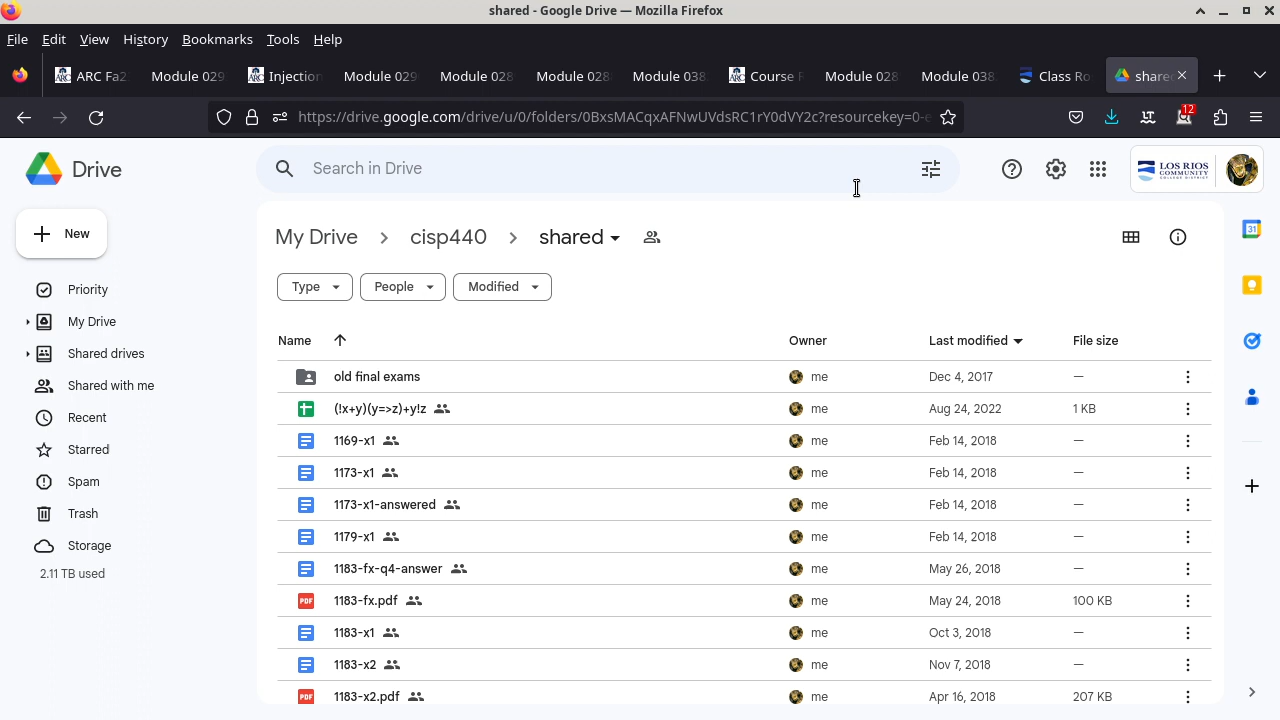 shared - Google Drive — Mozilla Firefox
File Edit View History Bookmarks Tools Help
ARC Fa2 Module 029 Injection Module 029 Module 028 Module 028 Module 038 Course R Module 028 Module 038 Class Ro shared
https://drive.google.com/drive/u/0/folders/0BxsMACqxAFNwUVdsRC1rY0dVY2c?resourcekey=0-e
12
Drive
Search in Drive
LOS RIOS
COMMUNITY
COLLEGE DISTRICT
New
Priority
My Drive
Shared drives
Shared with me
Recent
Starred
Spam
Trash
Storage
2.11 TB used
My Drive cisp440 shared
Type People Modified
Name Owner Last modified File size
old final exams me Dec 4, 2017 —
(!x+y)(y=>z)+y!z me Aug 24, 2022 1 KB
1169-x1 me Feb 14, 2018 —
1173-x1 me Feb 14, 2018 —
1173-x1-answered me Feb 14, 2018 —
1179-x1 me Feb 14, 2018 —
1183-fx-q4-answer me May 26, 2018 —
PDF 1183-fx.pdf me May 24, 2018 100 KB
1183-x1 me Oct 3, 2018 —
1183-x2 me Nov 7, 2018 —
PDF 1183-x2.pdf me Apr 16, 2018 207 KB
31